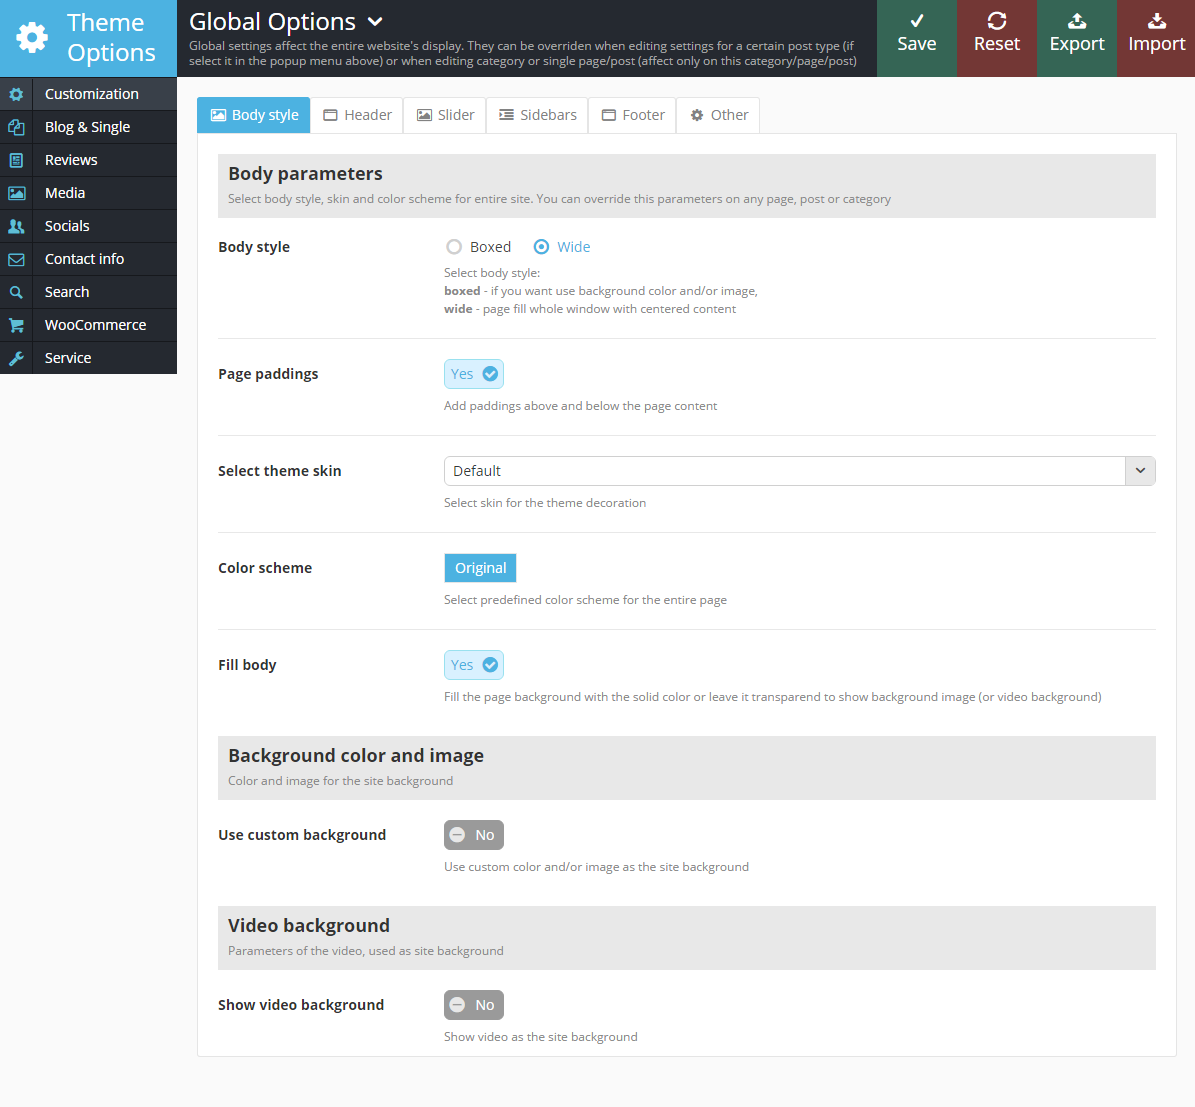 Theme
Options
Global Options
Global settings affect the entire website's display. They can be overriden when editing settings for a certain post type (if
select it in the popup menu above) or when editing category or single page/post (affect only on this category/page/post)
Save
Reset
Export
Import
Customization
Blog & Single
Reviews
Media
Socials
Contact info
Search
WooCommerce
Service
Body style
Header
Slider
Sidebars
Footer
Other
Body parameters
Select body style, skin and color scheme for entire site. You can override this parameters on any page, post or category
Body style
Boxed
Wide
Select body style:
boxed - if you want use background color and/or image,
wide - page fill whole window with centered content
Page paddings
Yes
Add paddings above and below the page content
Select theme skin
Default
Select skin for the theme decoration
Color scheme
Original
Select predefined color scheme for the entire page
Fill body
Yes
Fill the page background with the solid color or leave it transparend to show background image (or video background)
Background color and image
Color and image for the site background
Use custom background
No
Use custom color and/or image as the site background
Video background
Parameters of the video, used as site background
Show video background
No
Show video as the site background